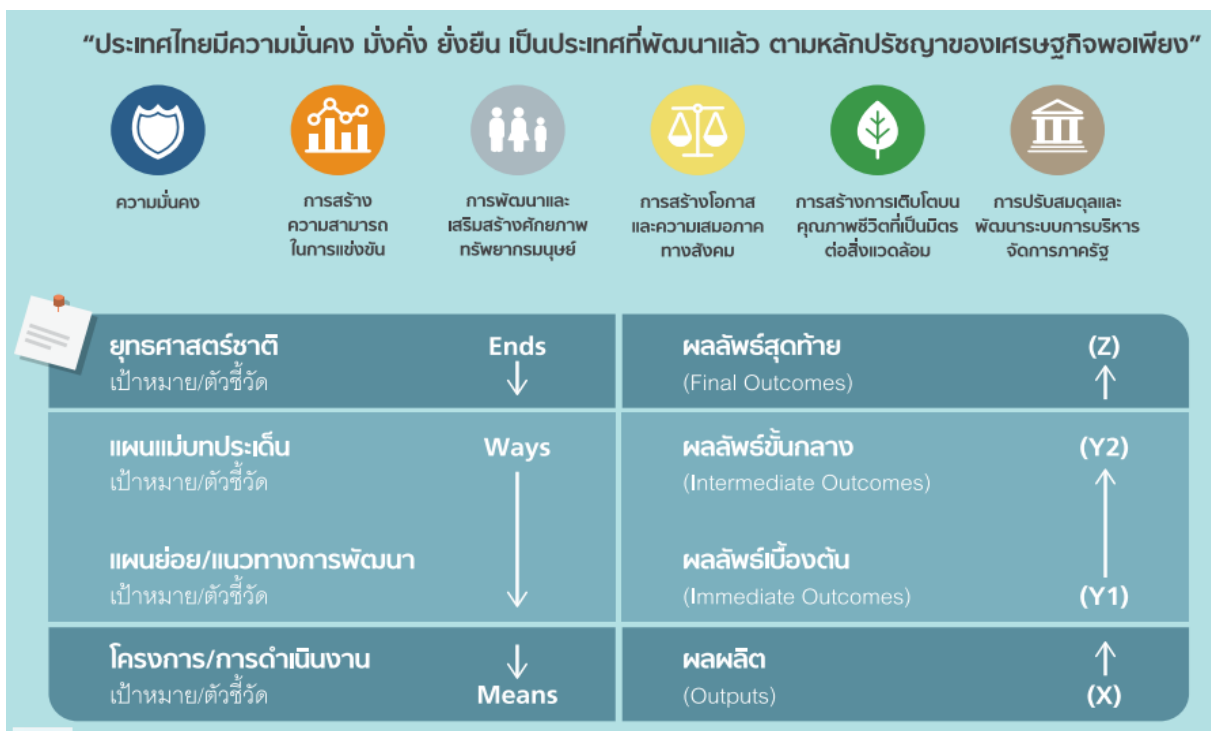 “ประเทศไทยมีความมั่นคง มั่งคั่ง ยั่งยืน เป็นประเทศที่พัฒนาแล้ว ตามหลักปรัชญาของเศรษฐกิจพอเพียง”
ความมั่นคง
การสร้าง
ความสามารถ
ในการแข่งขัน
การพัฒนาและ
เสริมสร้างศักยภาพ
ทรัพยากรมนุษย์
การสร้างโอกาส
และความเสมอภาค
ทางสังคม
การสร้างการเติบโตบน
คุณภาพชีวิตที่เป็นมิตร
ต่อสิ่งแวดล้อม
การปรับสมดุลและ
พัฒนาระบบการบริหาร
จัดการภาครัฐ
ยุทธศาสตร์ชาติ Ends ผลลัพธ์สุดท้าย (Z)
เป้าหมาย/ตัวชี้วัด (Final Outcomes)
แผนแม่บทประเด็น Ways ผลลัพธ์ขั้นกลาง (Y2)
เป้าหมาย/ตัวชี้วัด (Intermediate Outcomes)
แผนย่อย/แนวทางการพัฒนา ผลลัพธ์เบื้องต้น
เป้าหมาย/ตัวชี้วัด (Immediate Outcomes) (Y1)
โครงการ/การดำเนินงาน ผลผลิต
เป้าหมาย/ตัวชี้วัด Means (Outputs) (X)